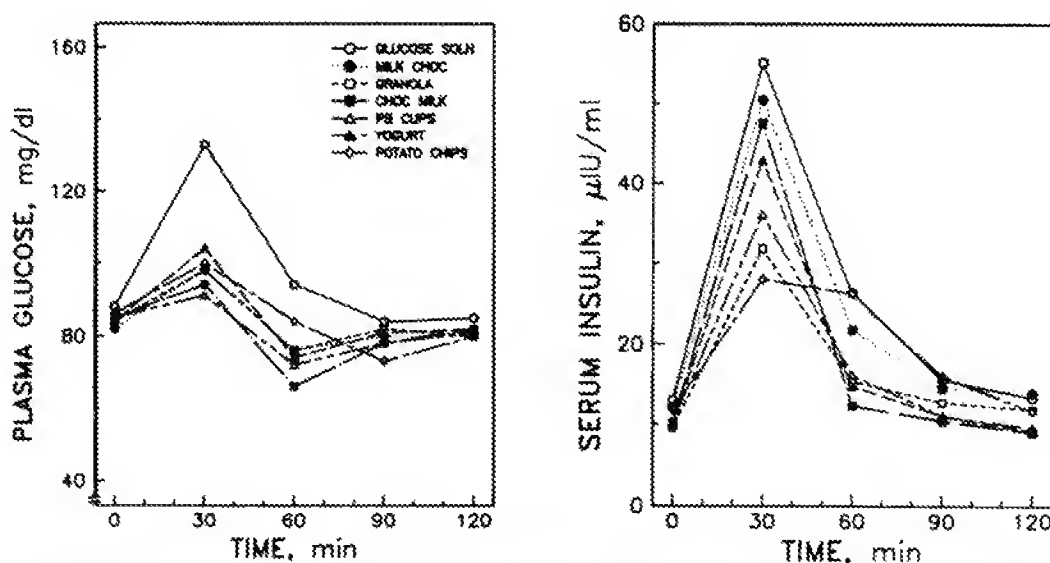 PLASMA GLUCOSE, mg/dl
160
120
80
40
0 30 60 90 120
TIME, min
GLUCOSE SOLN
MILK CHOC
GRANOLA
CHOC MILK
PB CUPS
YOGURT
POTATO CHIPS
SERUM INSULIN, μIU/ml
60
40
20
0
0 30 60 90 120
TIME, min